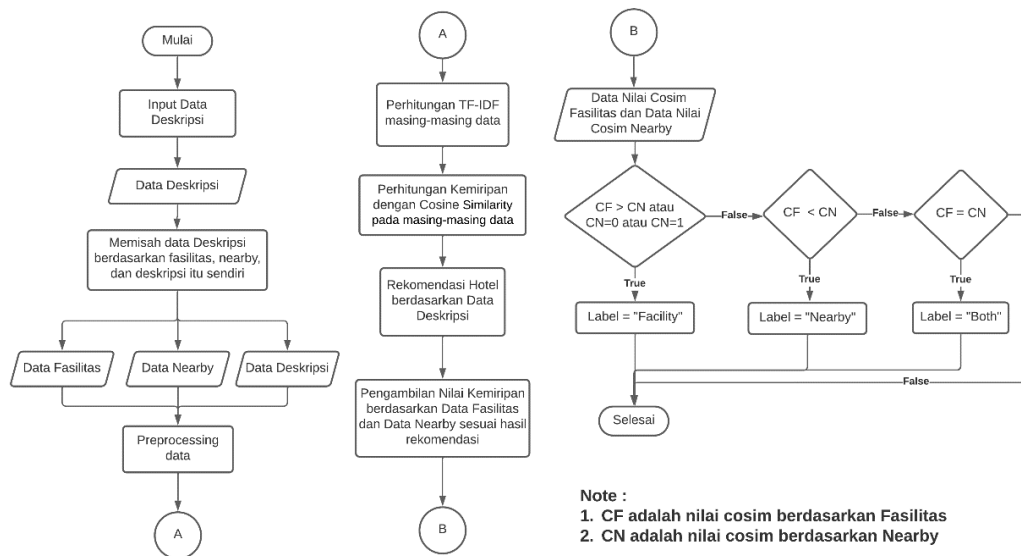 Mulai
Input Data
Deskripsi
Data Deskripsi
Memisah data Deskripsi
berdasarkan fasilitas, nearby,
dan deskripsi itu sendiri
Data Fasilitas
Data Nearby
Data Deskripsi
Preprocessing
data
A
A
Perhitungan TF-IDF
masing-masing data
Perhitungan Kemiripan
dengan Cosine Similarity
pada masing-masing data
Rekomendasi Hotel
berdasarkan Data
Deskripsi
Pengambilan Nilai Kemiripan
berdasarkan Data Fasilitas
dan Data Nearby sesuai hasil
rekomendasi
B
B
Data Nilai Cosim
Fasilitas dan Data Nilai
Cosim Nearby
CF > CN atau
CN=0 atau CN=1
False
CF < CN
False
CF = CN
True
True
True
Label = "Facility"
Label = "Nearby"
Label = "Both"
False
Selesai
Note :
1. CF adalah nilai cosim berdasarkan Fasilitas
2. CN adalah nilai cosim berdasarkan Nearby